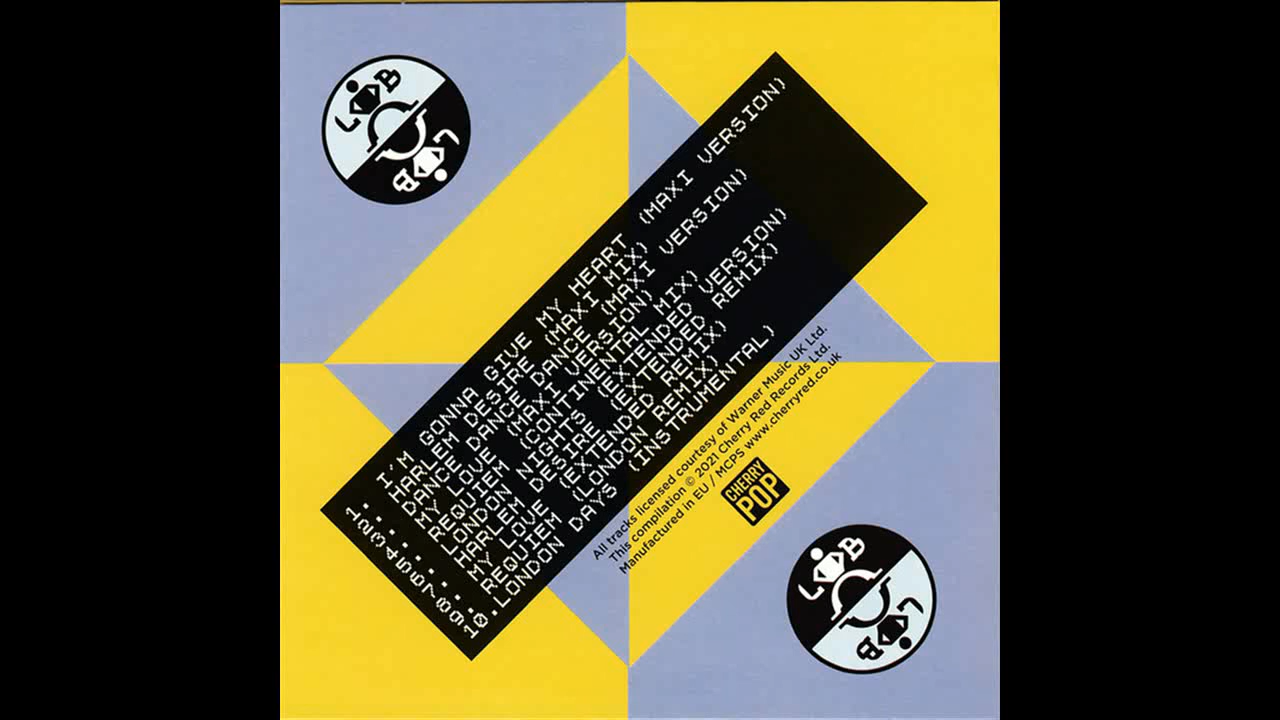 L B
L B
1. I'M GONNA GIVE MY HEART (MAXI VERSION)
2. HARLEM DESIRE (MAXI MIX)
3. DANCE DANCE DANCE (MAXI VERSION)
4. MY LOVE (MAXI VERSION)
5. REQUIEM (CONTINENTAL MIX)
6. LONDON NIGHTS (EXTENDED VERSION)
7. HARLEM DESIRE (EXTENDED REMIX)
8. MY LOVE (EXTENDED REMIX)
9. REQUIEM (LONDON REMIX)
10. LONDON DAYS (INSTRUMENTAL)
All tracks licensed courtesy of Warner Music UK Ltd.
This compilation © 2021 Cherry Red Records Ltd.
Manufactured in EU / MCPS www.cherryred.co.uk
CHERRY
POP
L B
L B